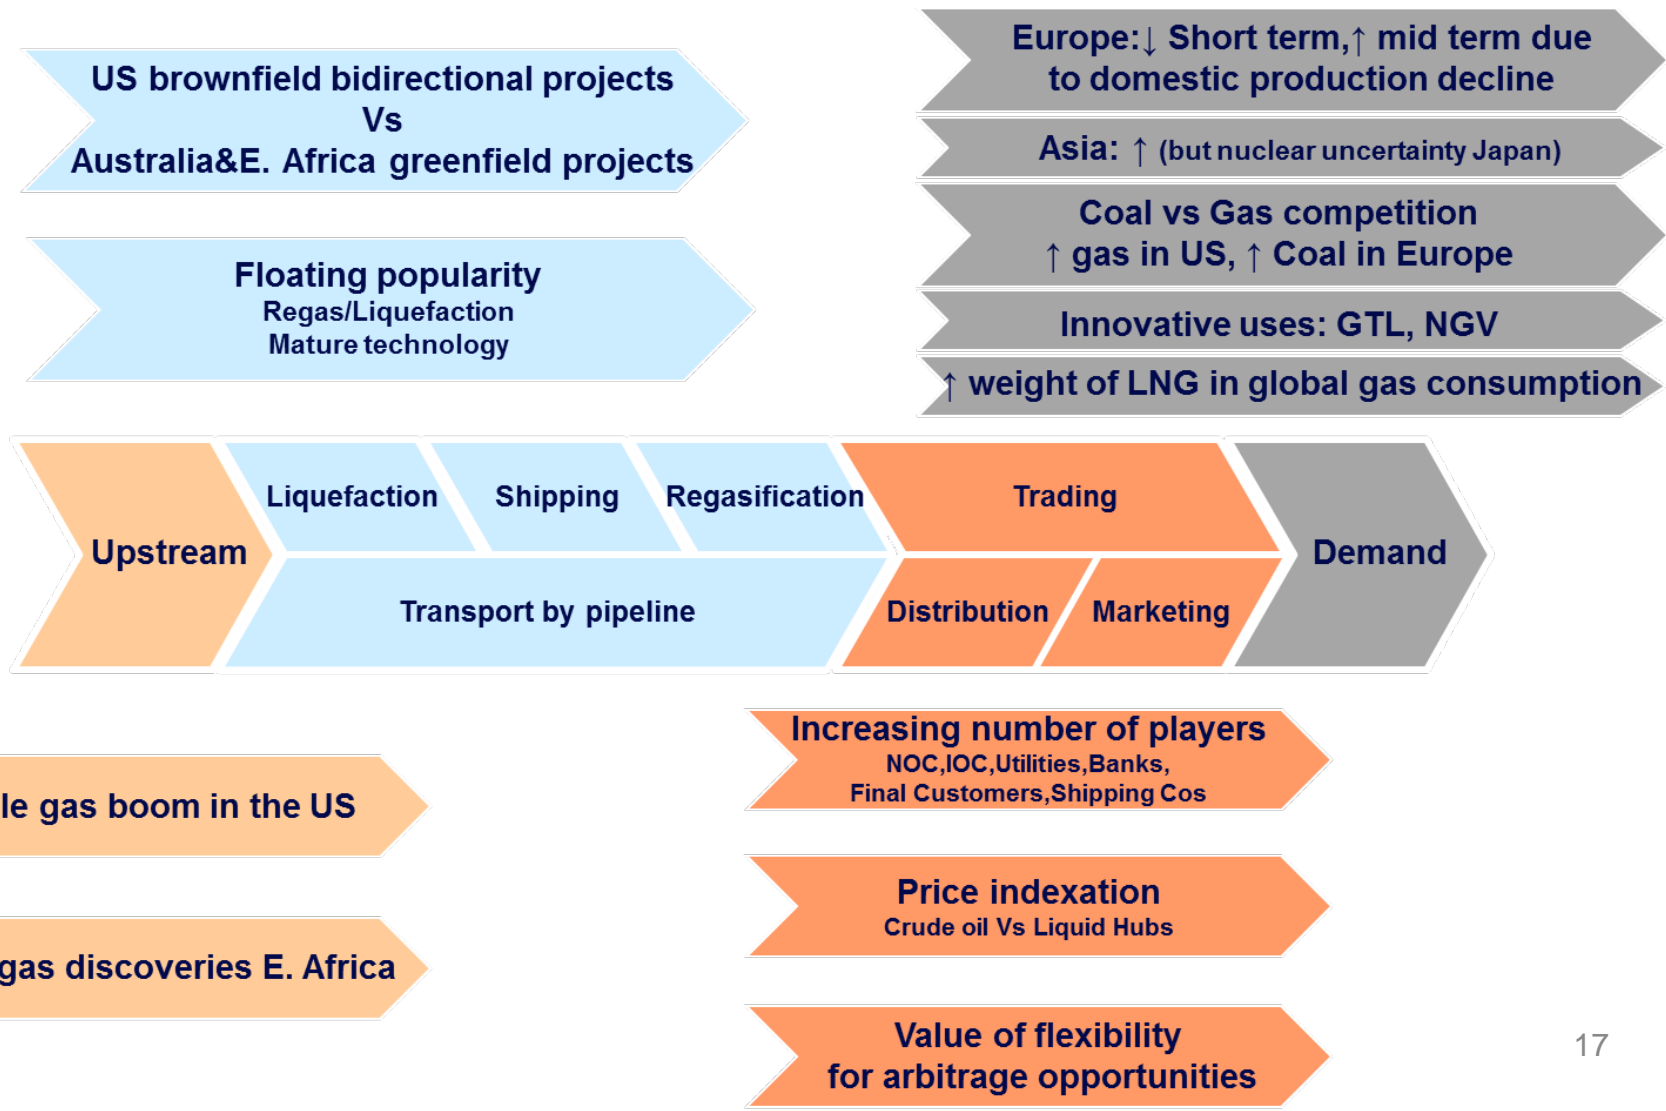 US brownfield bidirectional projects
Vs
Australia&E. Africa greenfield projects
Floating popularity
Regas/Liquefaction
Mature technology
Europe:↓ Short term,↑ mid term due
to domestic production decline
Asia: ↑ (but nuclear uncertainty Japan)
Coal vs Gas competition
↑ gas in US, ↑ Coal in Europe
Innovative uses: GTL, NGV
↑ weight of LNG in global gas consumption
Upstream
Liquefaction
Shipping
Regasification
Transport by pipeline
Trading
Distribution
Marketing
Demand
gas boom in the US
gas discoveries E. Africa
Increasing number of players
NOC,IOC,Utilities,Banks,
Final Customers,Shipping Cos
Price indexation
Crude oil Vs Liquid Hubs
Value of flexibility
for arbitrage opportunities
17